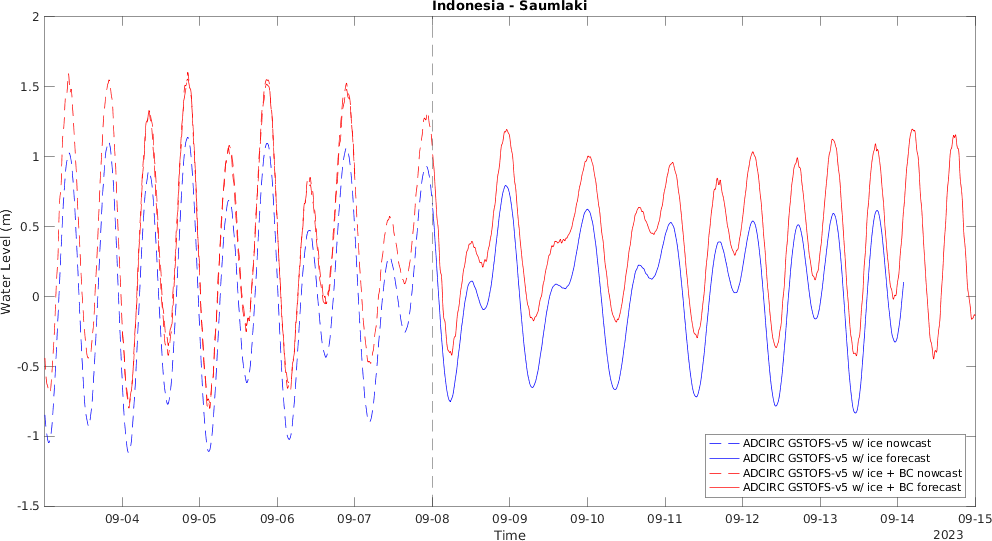 Indonesia - Saumlaki
2
1.5
1
0.5
0
-0.5
-1
-1.5
Water Level (m)
ADCIRC GSTOFS-v5 w/ ice nowcast
ADCIRC GSTOFS-v5 w/ ice forecast
ADCIRC GSTOFS-v5 w/ ice + BC nowcast
ADCIRC GSTOFS-v5 w/ ice + BC forecast
09-04 09-05 09-06 09-07 09-08 09-09 09-10 09-11 09-12 09-13 09-14 09-15
Time
2023